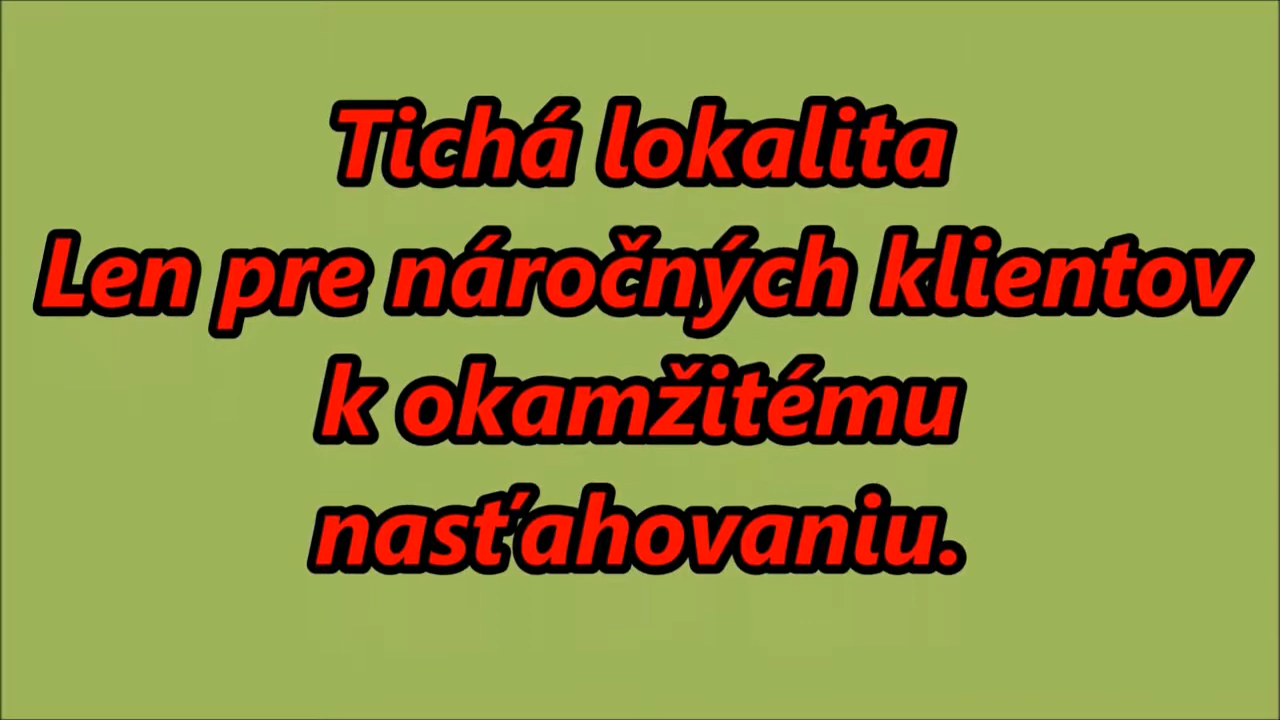 Tichá lokalita
Len pre náročných klientov
k okamžitému
nasťahovaniu.